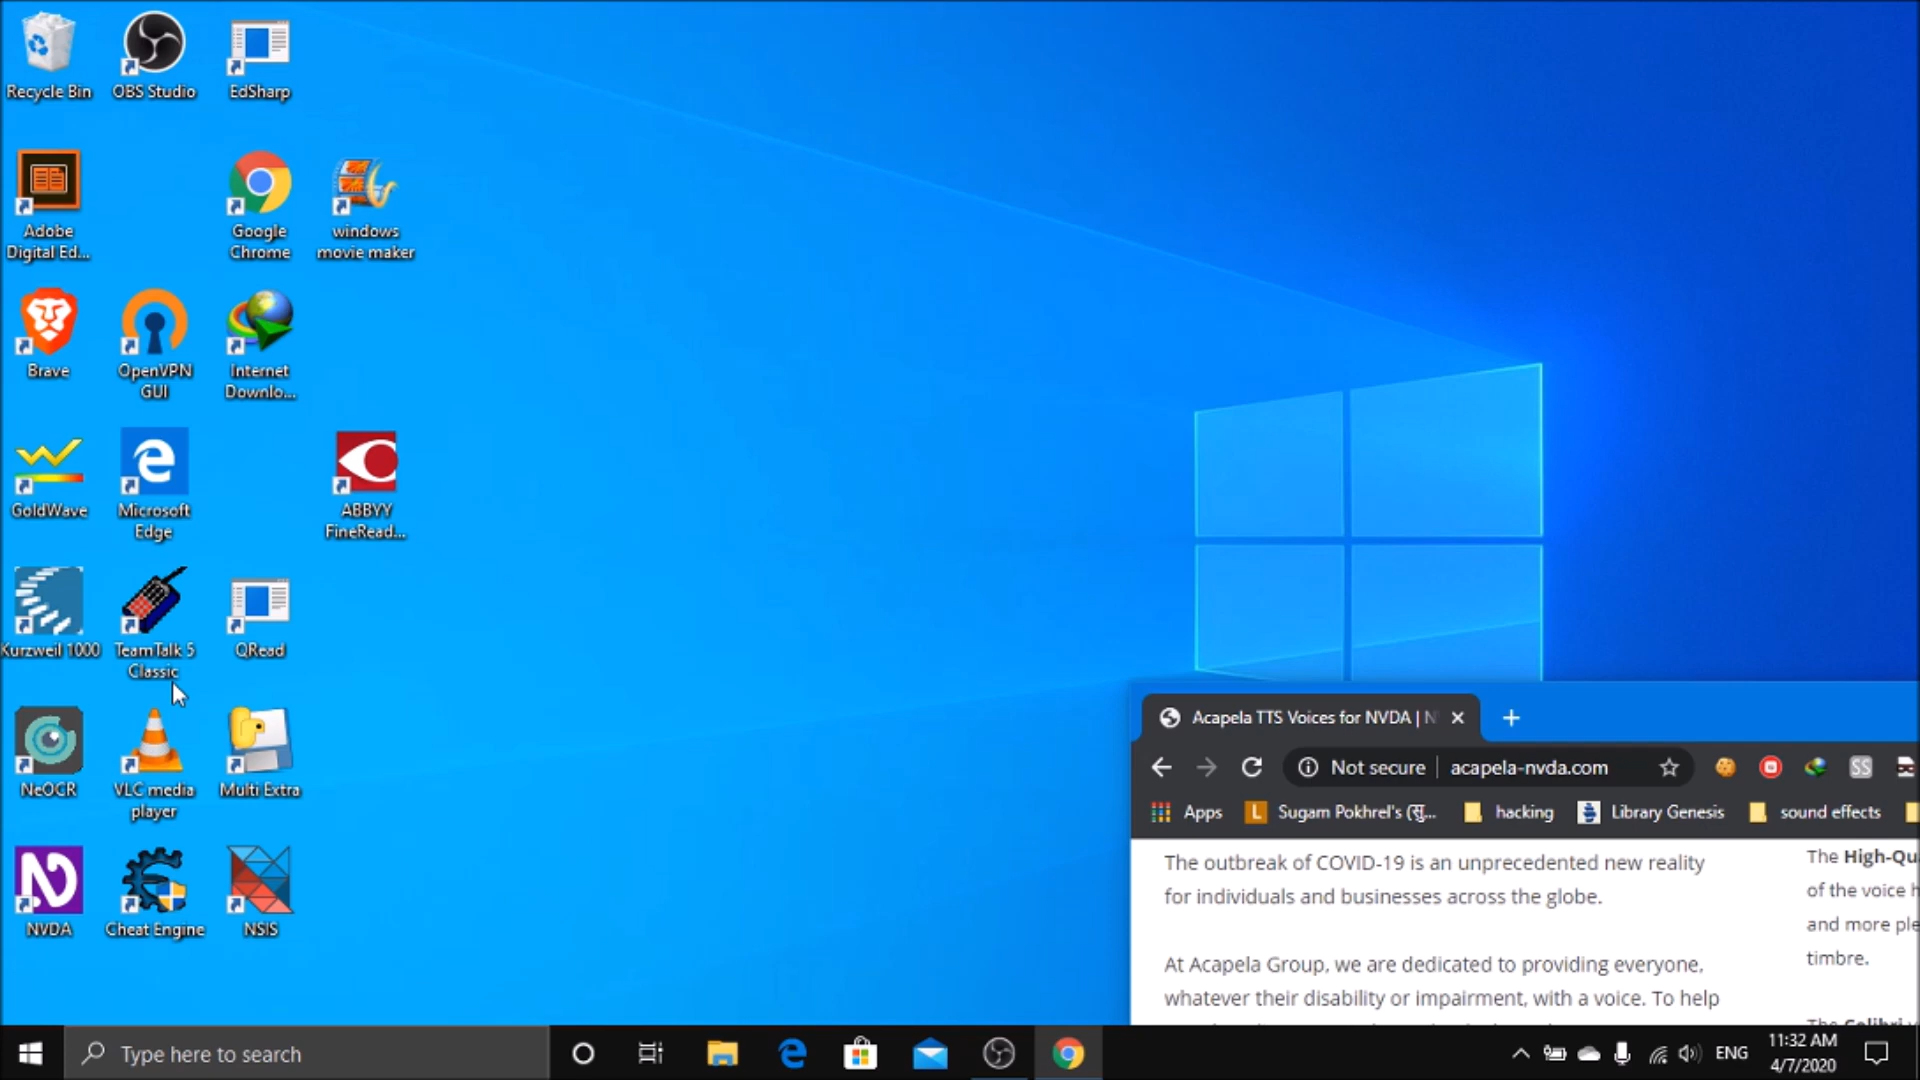 Recycle Bin
OBS Studio
EdSharp
Adobe
Digital Ed...
Google
Chrome
windows
movie maker
Brave
OpenVPN
GUI
Internet
Downlo...
GoldWave
Microsoft
Edge
ABBYY
FineRead...
Kurzweil 1000
TeamTalk 5
Classic
QRead
NeOCR
VLC media
player
Multi Extra
NVDA
Cheat Engine
NSIS
Acapela TTS Voices for NVDA | N
Not secure
acapela-nvda.com
SS
Apps
Sugam Pokhrel's (सु...
hacking
Library Genesis
sound effects
The outbreak of COVID-19 is an unprecedented new reality
for individuals and businesses across the globe.
At Acapela Group, we are dedicated to providing everyone,
whatever their disability or impairment, with a voice. To help
The High-Qu
of the voice h
and more ple
timbre.
Type here to search
ENG
11:32 AM
4/7/2020